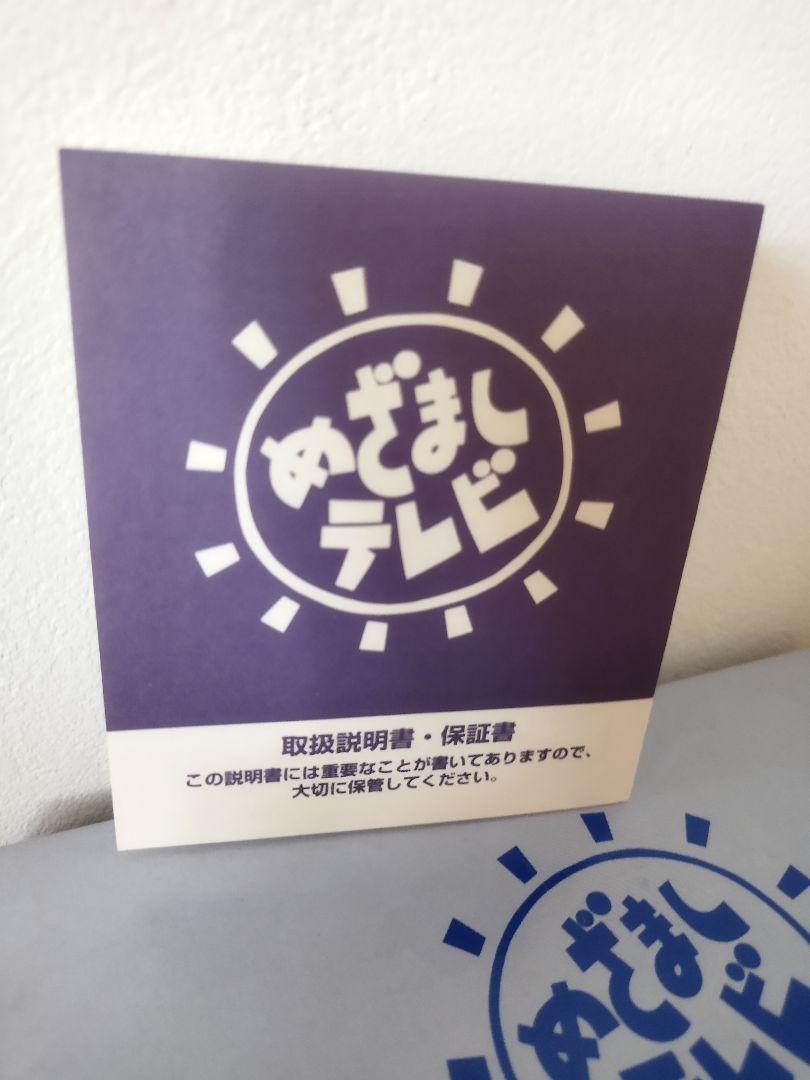 めざまし
テレビ
取扱説明書・保証書
この説明書には重要なことが書いてありますので、
大切に保管してください。
めざまし
テレビ